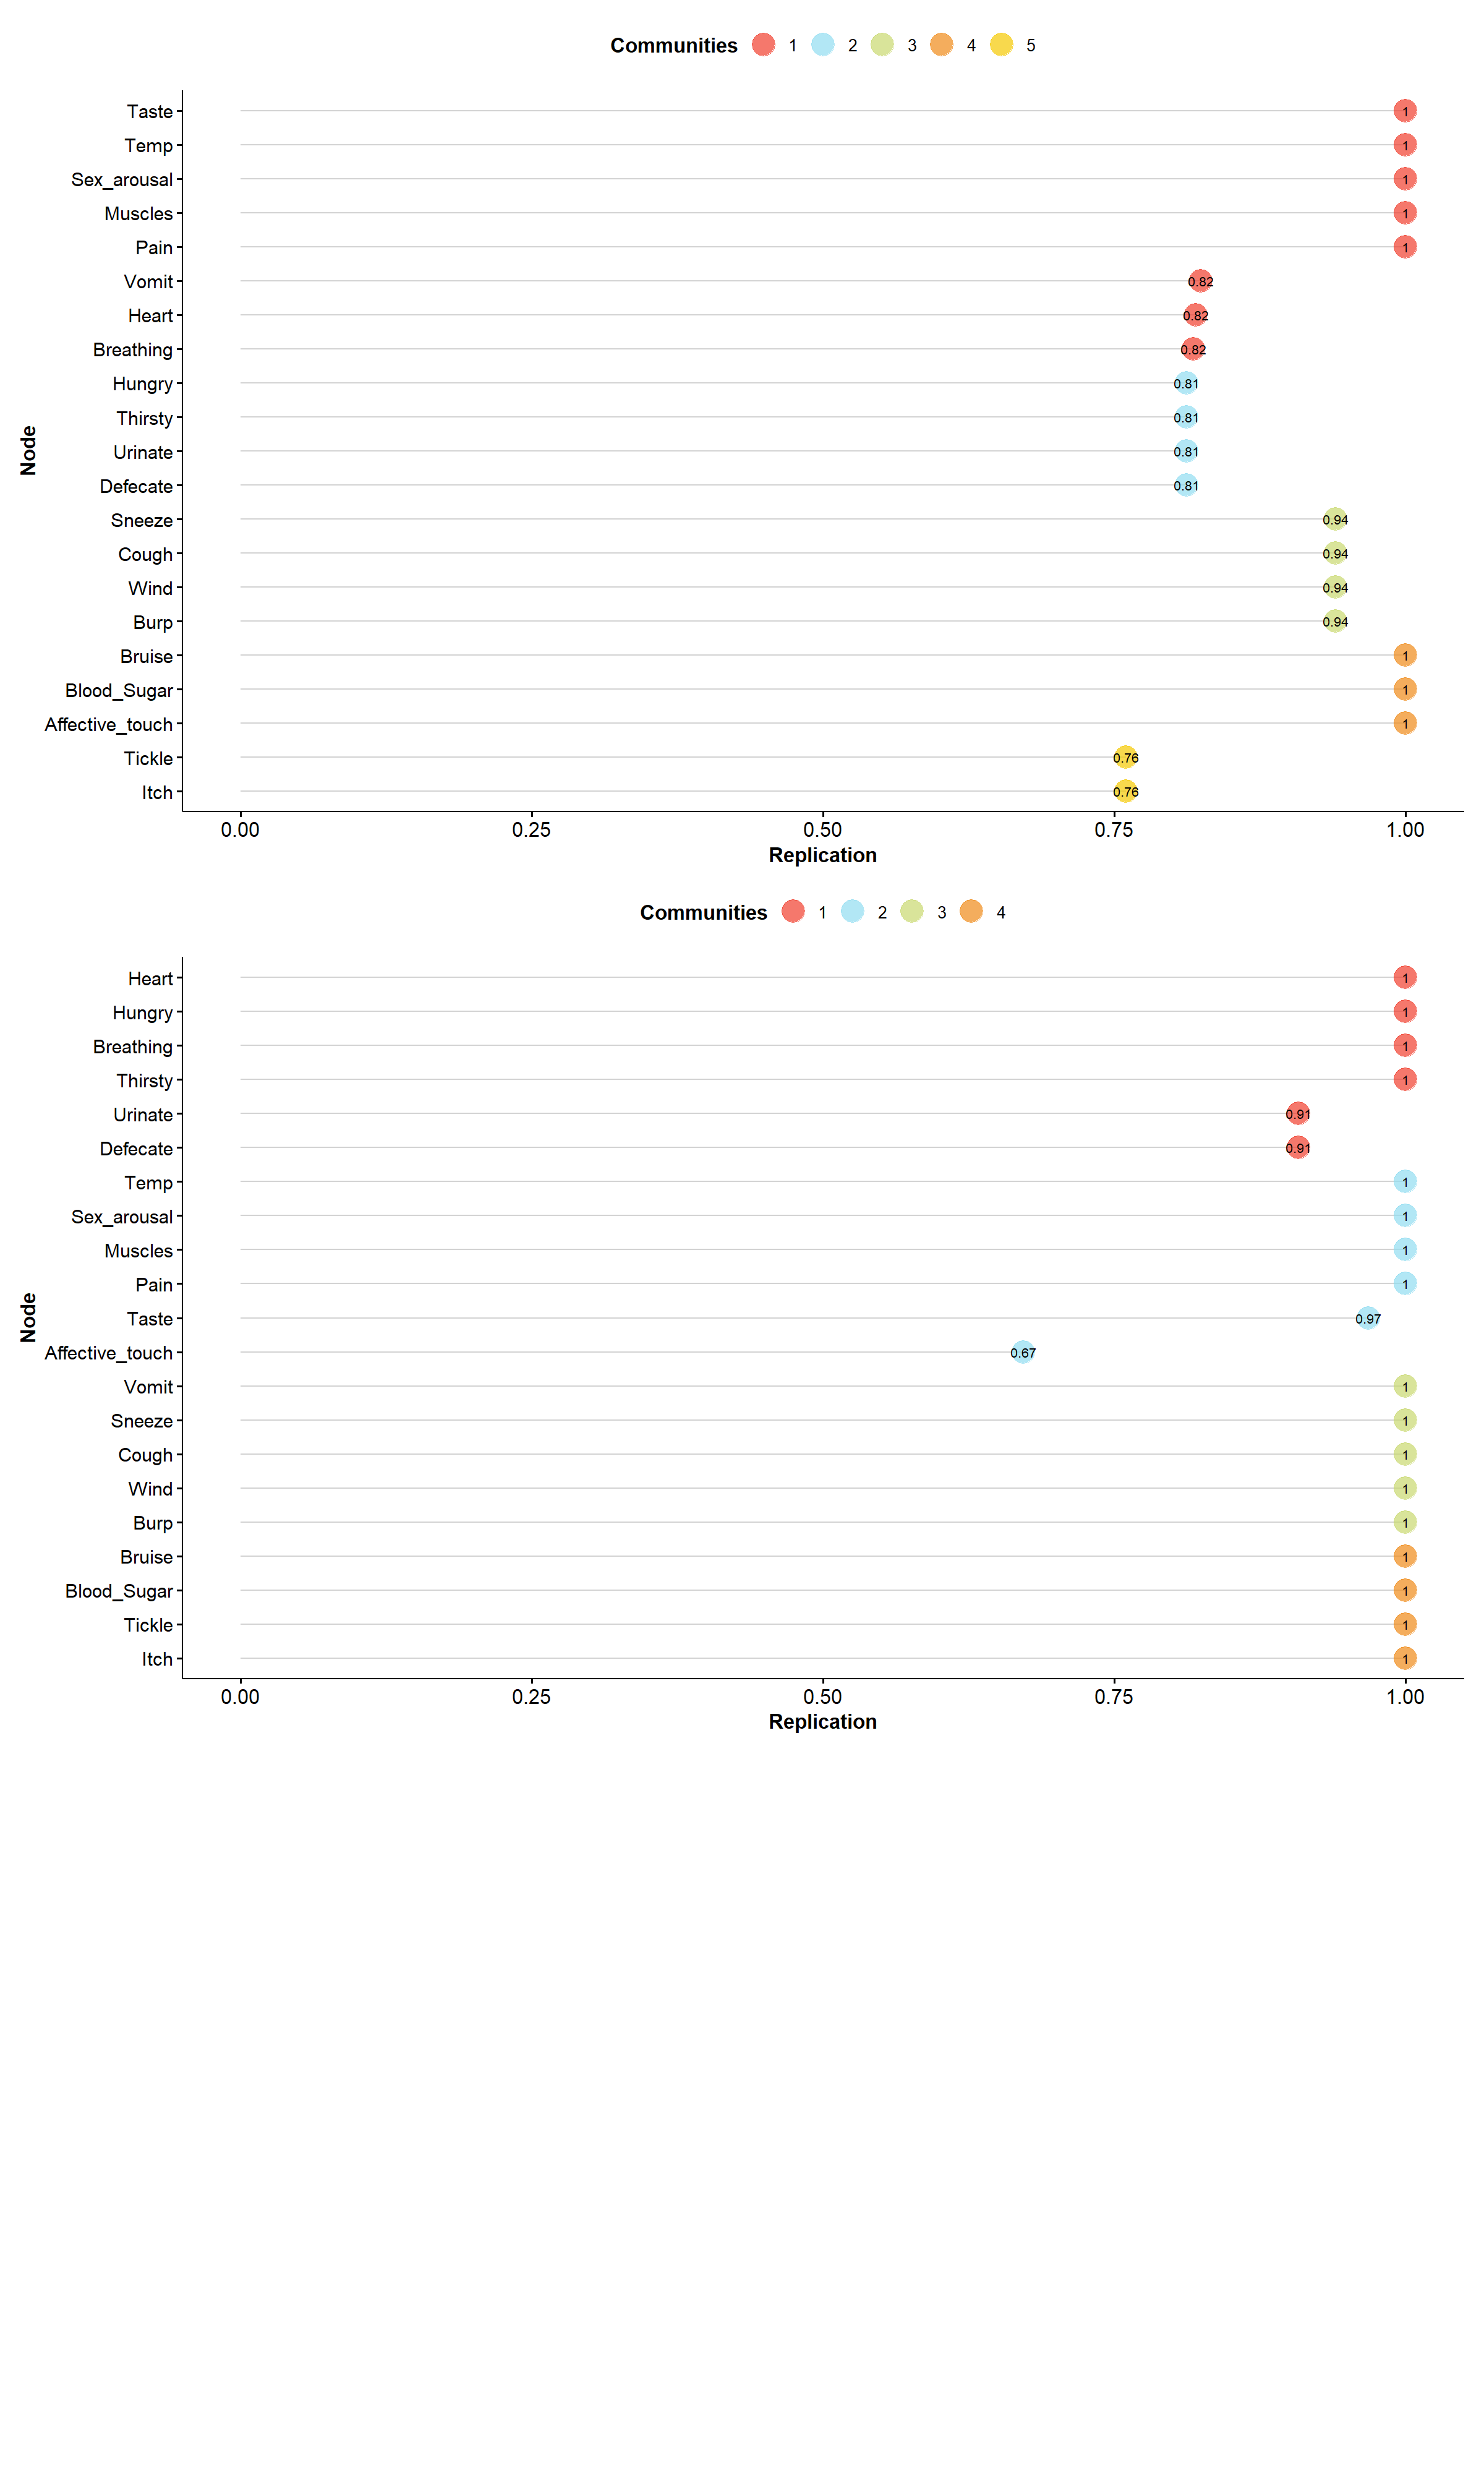 Communities 1 2 3 4 5
Node
Taste 1
Temp 1
Sex_arousal 1
Muscles 1
Pain 1
Vomit 0.82
Heart 0.82
Breathing 0.82
Hungry 0.81
Thirsty 0.81
Urinate 0.81
Defecate 0.81
Sneeze 0.94
Cough 0.94
Wind 0.94
Burp 0.94
Bruise 1
Blood_Sugar 1
Affective_touch 1
Tickle 0.76
Itch 0.76
0.00 0.25 0.50 0.75 1.00
Replication
Communities 1 2 3 4
Node
Heart 1
Hungry 1
Breathing 1
Thirsty 1
Urinate 0.91
Defecate 0.91
Temp 1
Sex_arousal 1
Muscles 1
Pain 1
Taste 0.97
Affective_touch 0.67
Vomit 1
Sneeze 1
Cough 1
Wind 1
Burp 1
Bruise 1
Blood_Sugar 1
Tickle 1
Itch 1
0.00 0.25 0.50 0.75 1.00
Replication